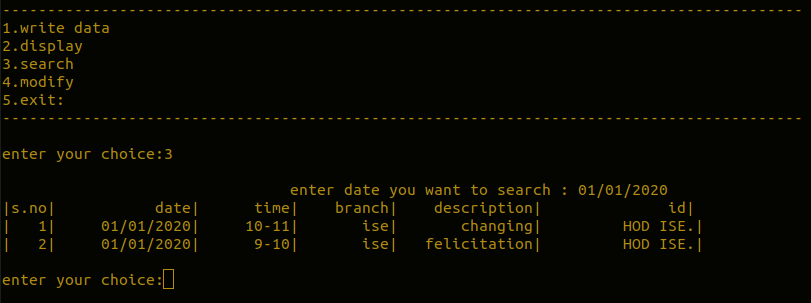 1.write data
2.display
3.search
4.modify
5.exit:
enter your choice:3
enter date you want to search : 01/01/2020
|s.no|           date|      time|    branch|    description|              id|
|   1|     01/01/2020|     10-11|       ise|       changing|         HOD ISE.|
|   2|     01/01/2020|      9-10|       ise|   felicitation|         HOD ISE.|
enter your choice: